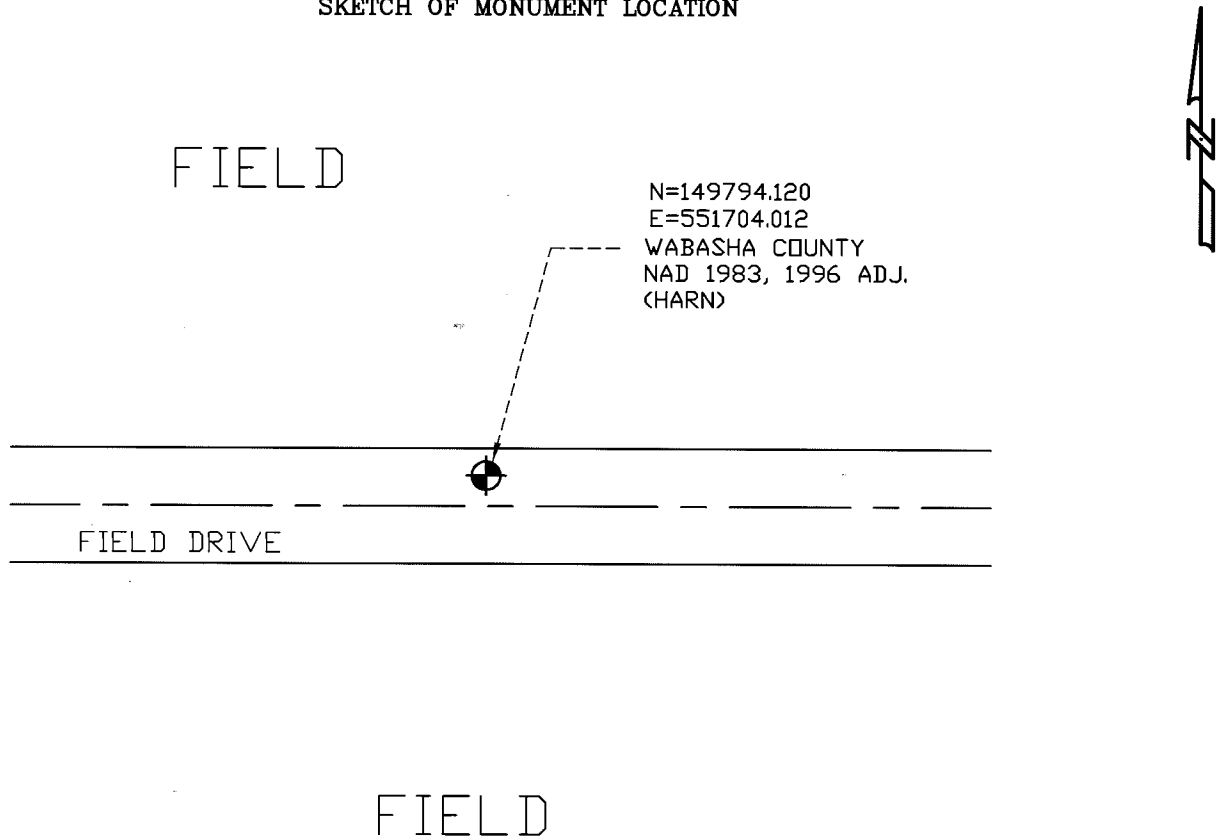 SKETCH OF MONUMENT LOCATION
FIELD
N=149794.120
E=551704.012
WABASHA COUNTY
NAD 1983, 1996 ADJ.
(HARN)
N
FIELD DRIVE
FIELD